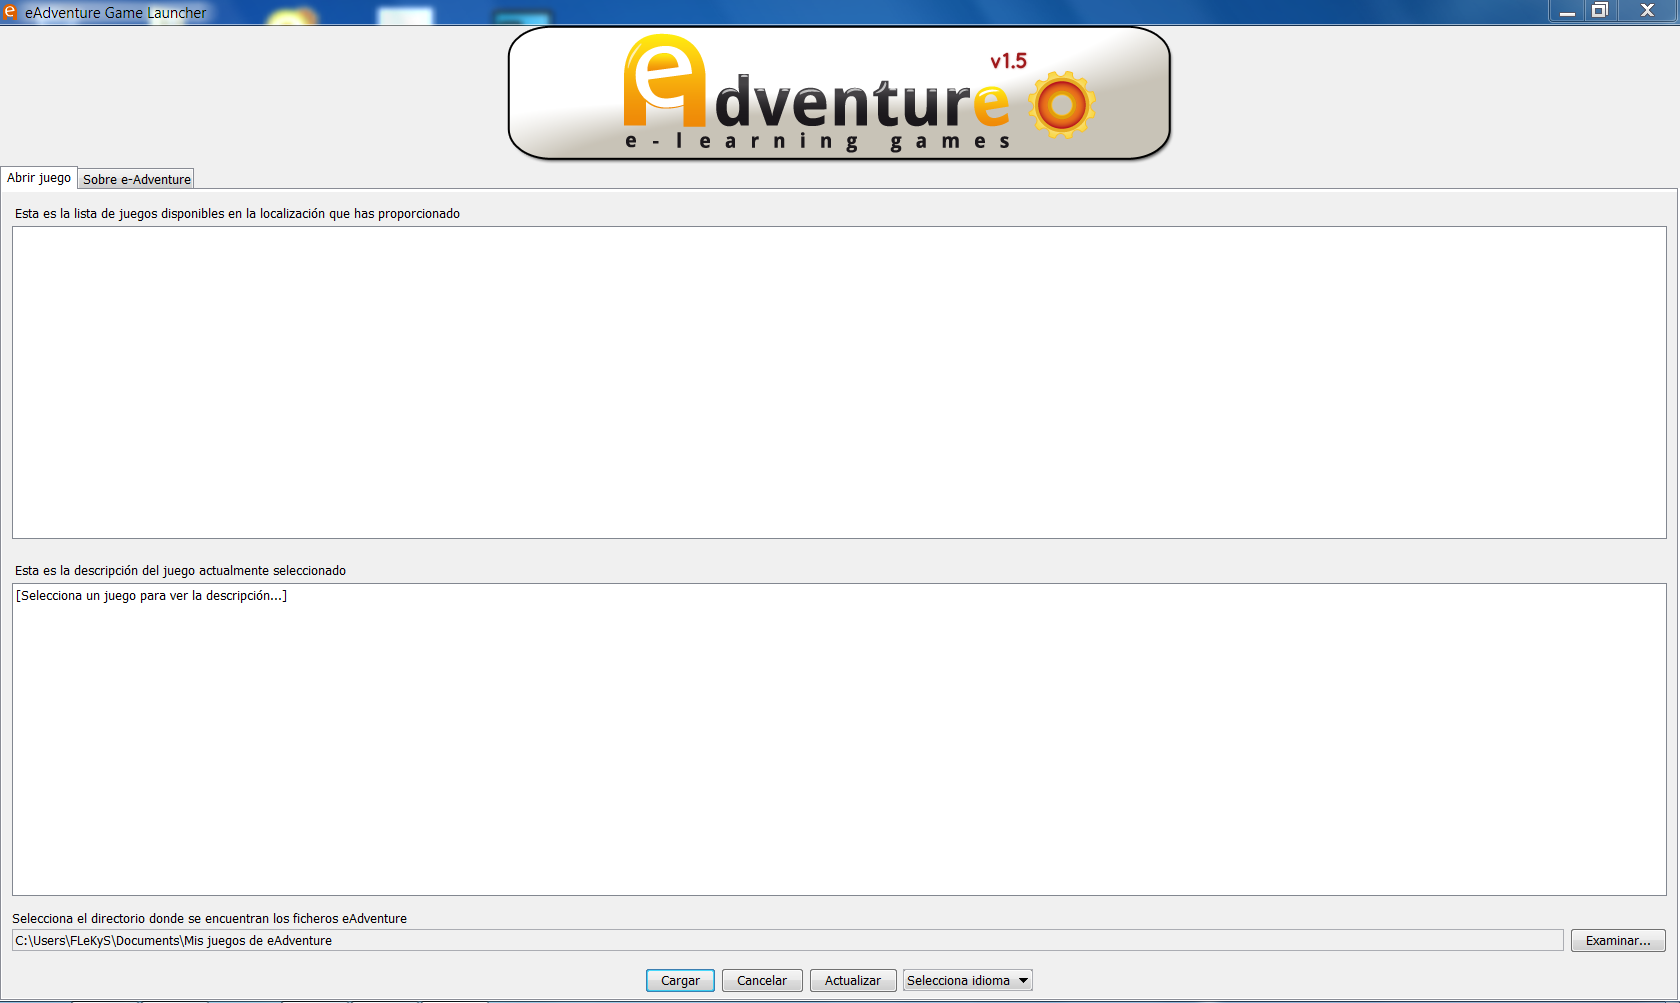 eAdventure Game Launcher
eAdventure
v1.5
e-learning games
Abrir juego
Sobre e-Adventure
Esta es la lista de juegos disponibles en la localización que has proporcionado
Esta es la descripción del juego actualmente seleccionado
[Selecciona un juego para ver la descripción...]
Selecciona el directorio donde se encuentran los ficheros eAdventure
C:\Users\FLeKyS\Documents\Mis juegos de eAdventure
Examinar...
Cargar
Cancelar
Actualizar
Selecciona idioma